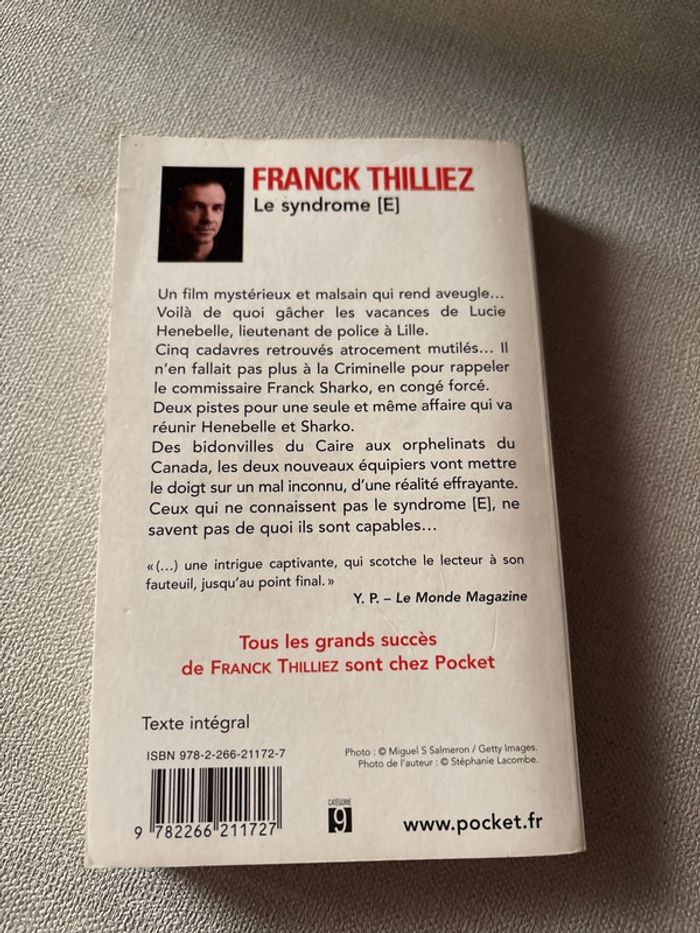 FRANCK THILLIEZ
Le syndrome [E]
Un film mystérieux et malsain qui rend aveugle…
Voilà de quoi gâcher les vacances de Lucie
Henebelle, lieutenant de police à Lille.
Cinq cadavres retrouvés atrocement mutilés… Il
n’en fallait pas plus à la Criminelle pour rappeler
le commissaire Franck Sharko, en congé forcé.
Deux pistes pour une seule et même affaire qui va
réunir Henebelle et Sharko.
Des bidonvilles du Caire aux orphelinats du
Canada, les deux nouveaux équipiers vont mettre
le doigt sur un mal inconnu, d’une réalité effrayante.
Ceux qui ne connaissent pas le syndrome [E], ne
savent pas de quoi ils sont capables…
« (…) une intrigue captivante, qui scotche le lecteur à son
fauteuil, jusqu’au point final. »
Y. P. – Le Monde Magazine
Tous les grands succès
de FRANCK THILLIEZ sont chez Pocket
Texte intégral
ISBN 978-2-266-21172-7
Photo : © Miguel S Salmeron / Getty Images.
Photo de l’auteur : © Stéphanie Lacombe.
9 782266 211727
CATÉGORIE
9
www.pocket.fr